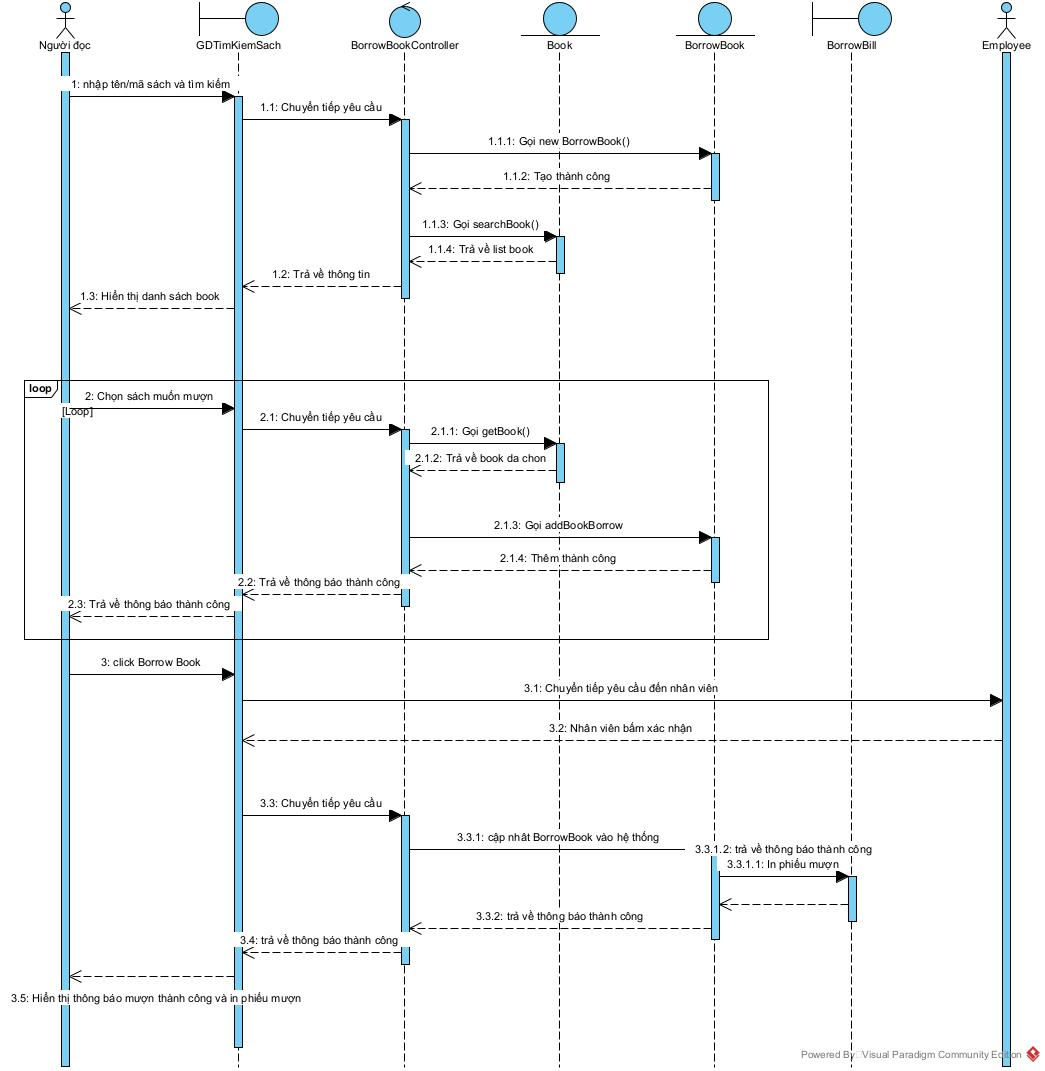 Người đọc
GDTimKiemSach
BorrowBookController
Book
BorrowBook
BorrowBill
Employee
1: nhập tên/mã sách và tìm kiếm
1.1: Chuyển tiếp yêu cầu
1.1.1: Gọi new BorrowBook()
1.1.2: Tạo thành công
1.1.3: Gọi searchBook()
1.1.4: Trả về list book
1.2: Trả về thông tin
1.3: Hiển thị danh sách book
loop
2: Chọn sách muốn mượn
[Loop]
2.1: Chuyển tiếp yêu cầu
2.1.1: Gọi getBook()
2.1.2: Trả về book da chon
2.1.3: Gọi addBookBorrow
2.1.4: Thêm thành công
2.2: Trả về thông báo thành công
2.3: Trả về thông báo thành công
3: click Borrow Book
3.1: Chuyển tiếp yêu cầu đến nhân viên
3.2: Nhân viên bấm xác nhận
3.3: Chuyển tiếp yêu cầu
3.3.1: cập nhât BorrowBook vào hệ thống
3.3.1.2: trả về thông báo thành công
3.3.1.1: In phiếu mượn
3.3.2: trả về thông báo thành công
3.4: trả về thông báo thành công
3.5: Hiển thị thông báo mượn thành công và in phiếu mượn
Powered By Visual Paradigm Community Edition